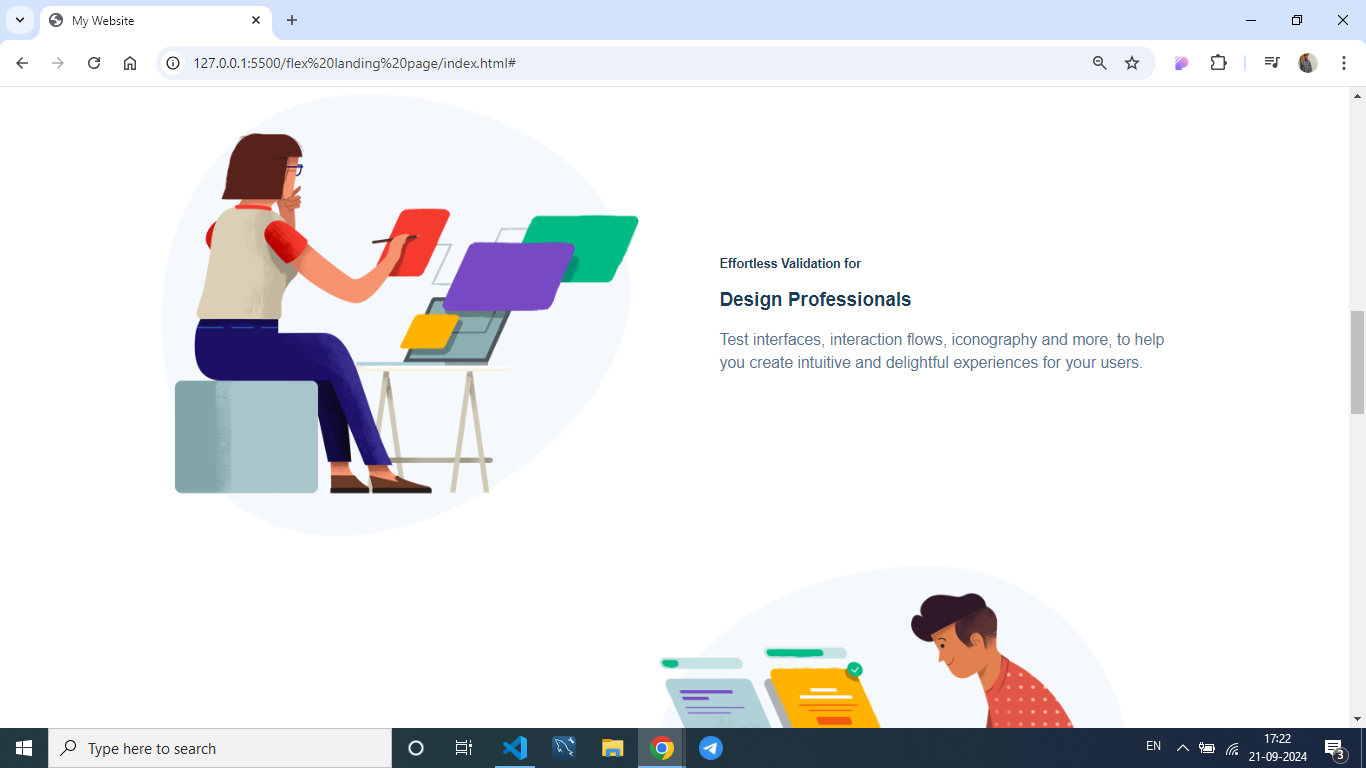 My Website
127.0.0.1:5500/flex%20landing%20page/index.html#
Effortless Validation for
Design Professionals
Test interfaces, interaction flows, iconography and more, to help
you create intuitive and delightful experiences for your users.
Type here to search
EN
17:22
21-09-2024
3